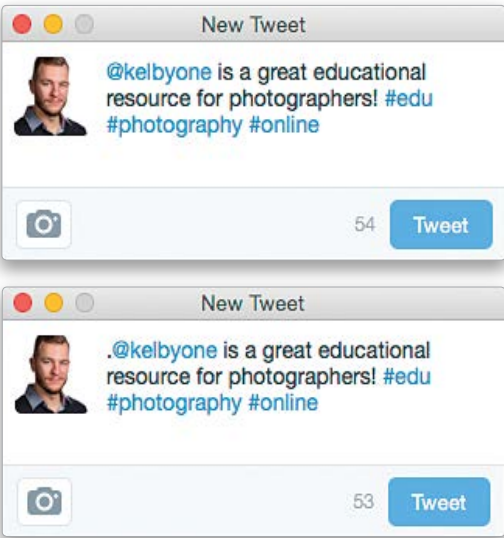 New Tweet
@kelbyone is a great educational
resource for photographers! #edu
#photography #online
54
Tweet
New Tweet
.@kelbyone is a great educational
resource for photographers! #edu
#photography #online
53
Tweet